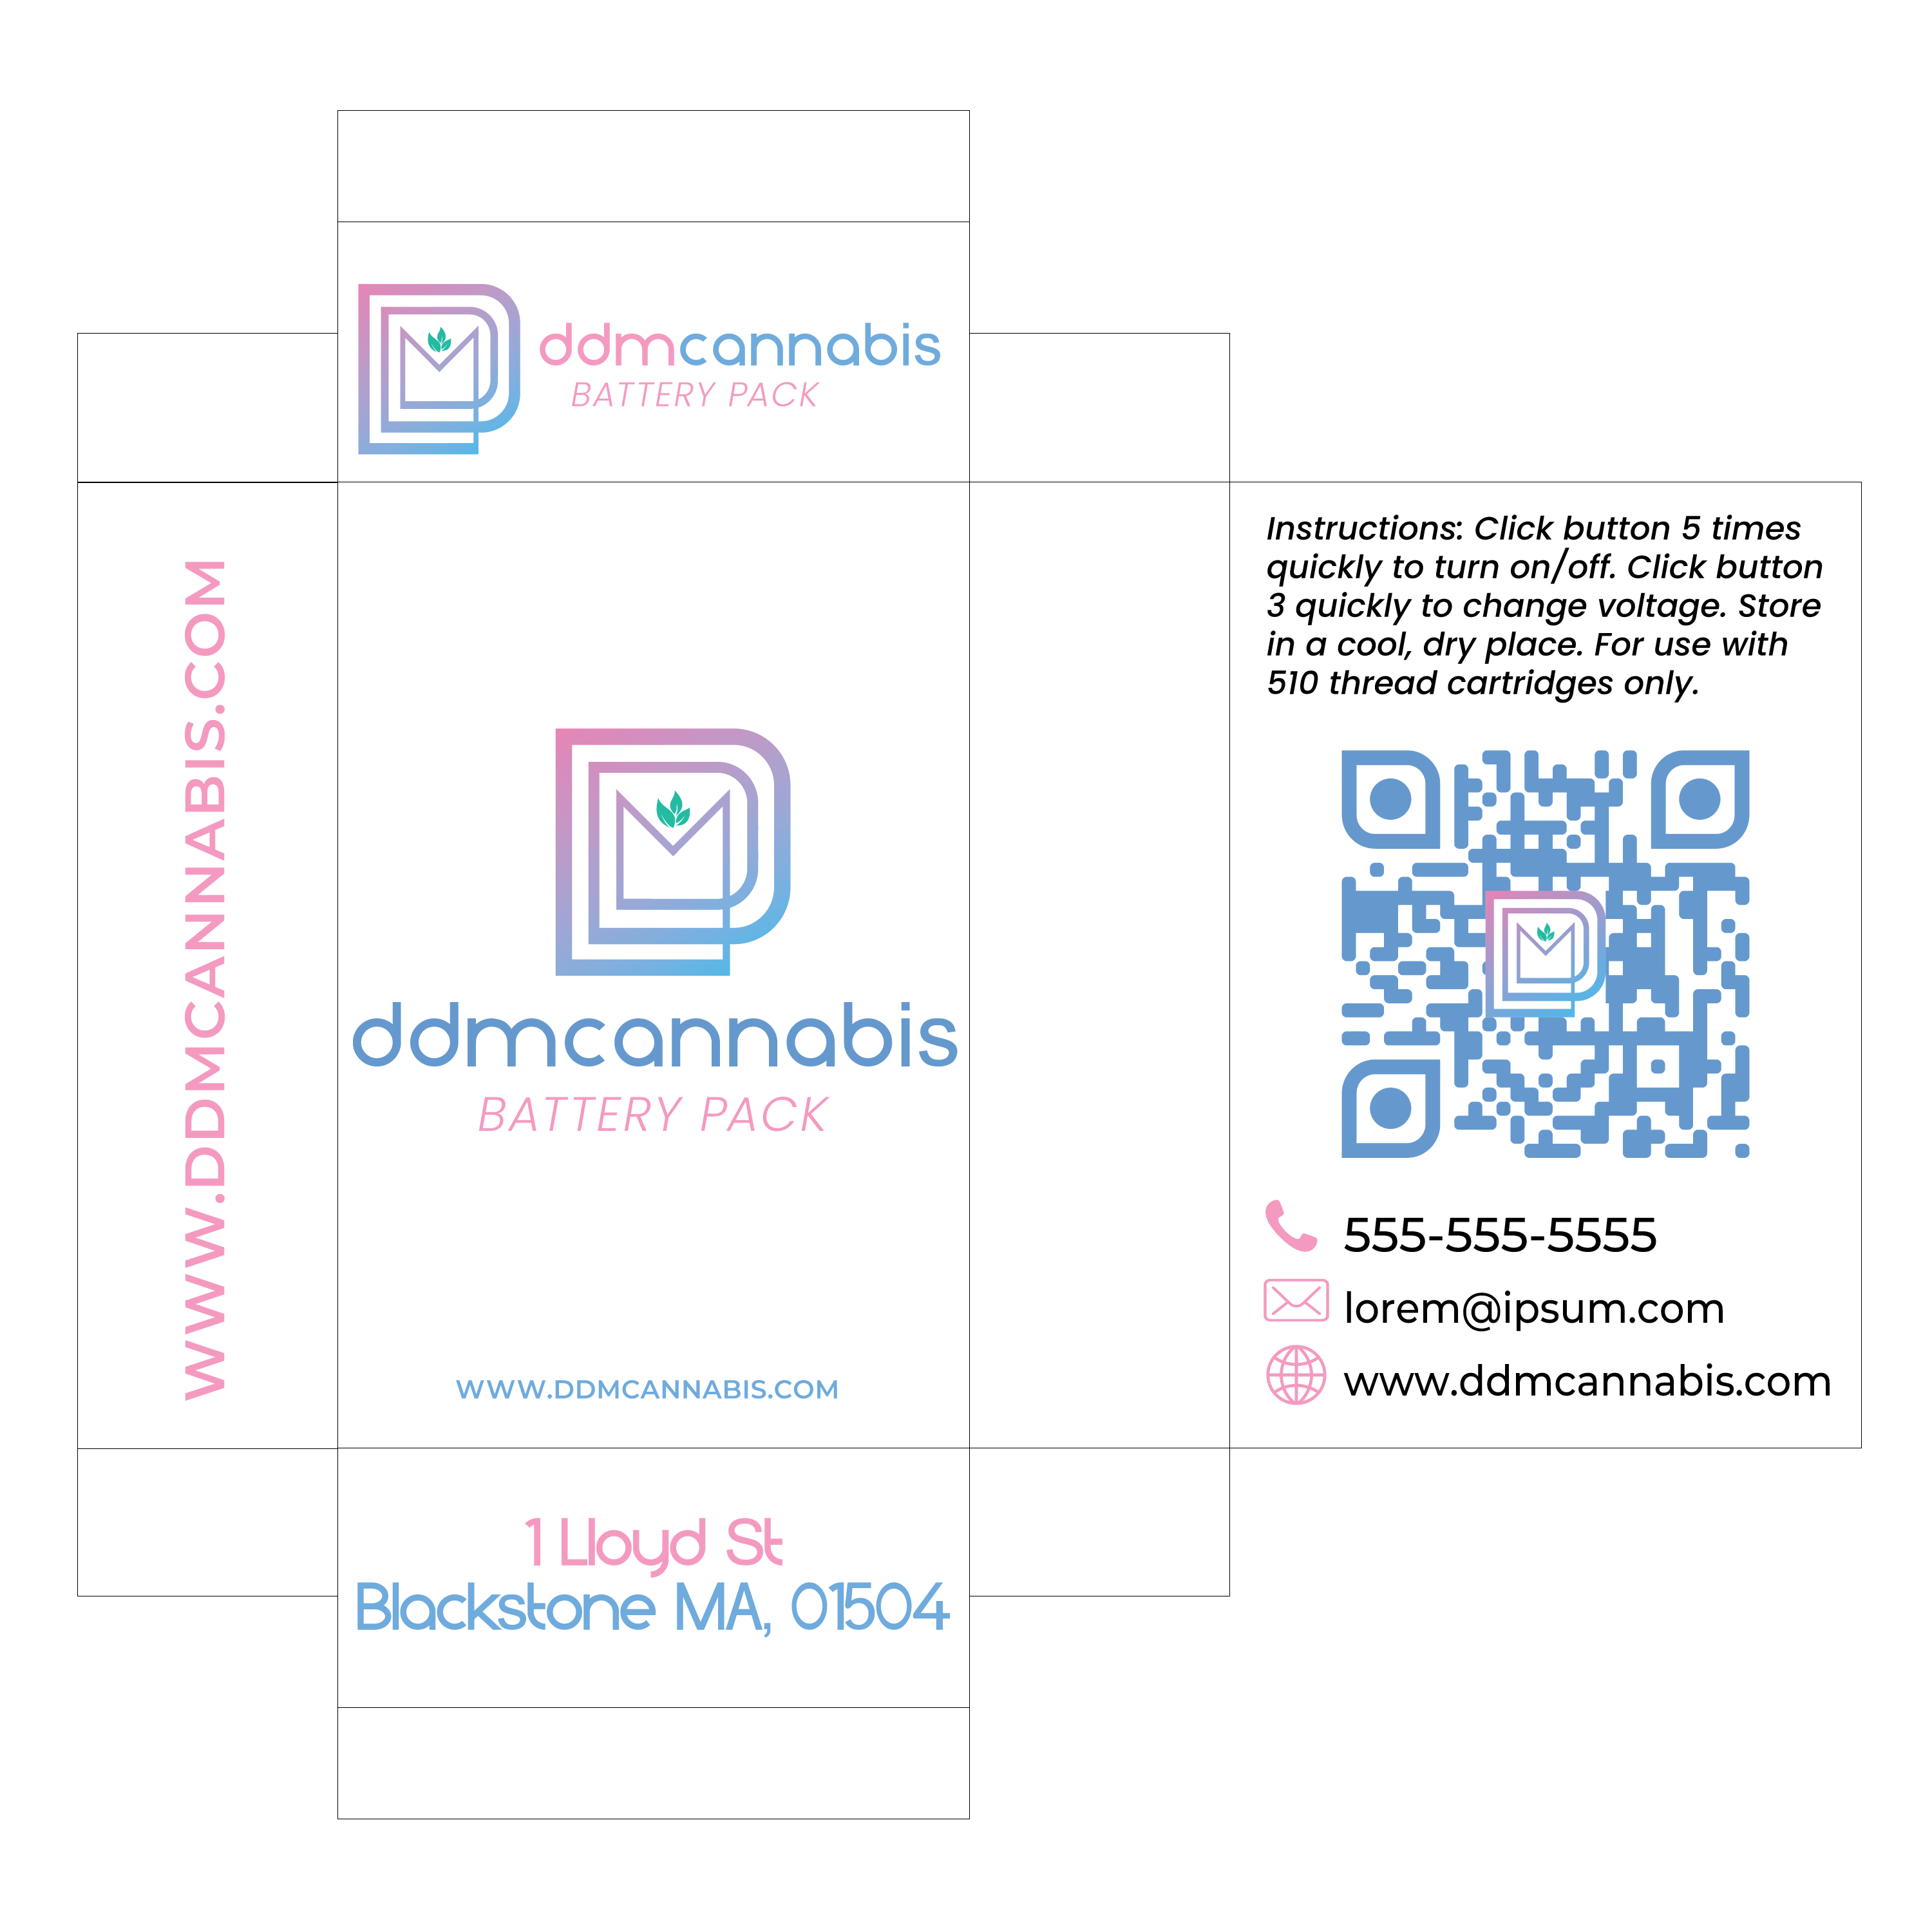 ddmcannabis
BATTERY PACK
WWW.DDMCANNABIS.COM
ddmcannabis
BATTERY PACK
WWW.DDMCANNABIS.COM
Instructions: Click button 5 times
quickly to turn on/off. Click button
3 quickly to change voltage. Store
in a cool, dry place. For use with
510 thread cartridges only.
555-555-5555
lorem@ipsum.com
www.ddmcannabis.com
1 Lloyd St
Blackstone MA, 01504